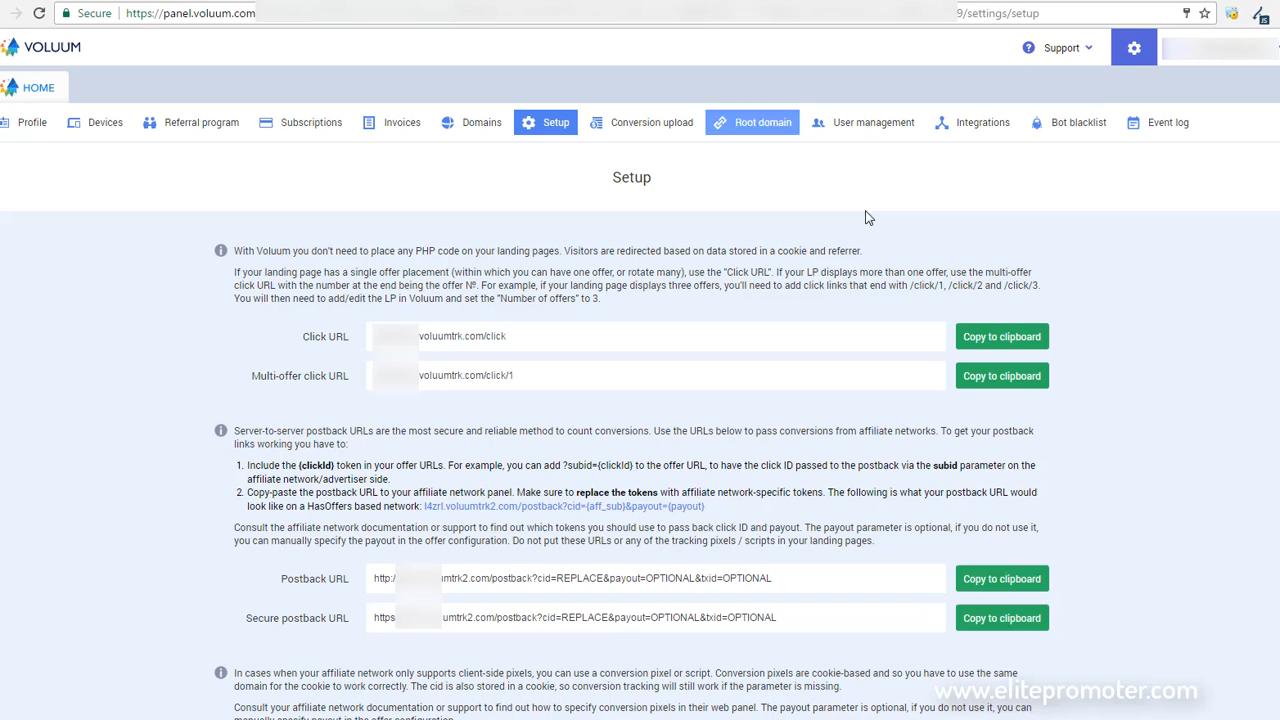 Secure https://panel.voluum.com 9/settings/setup
VOLUUM
Support
HOME
Profile Devices Referral program Subscriptions Invoices Domains Setup Conversion upload Root domain User management Integrations Bot blacklist Event log
Setup
With Voluum you don't need to place any PHP code on your landing pages. Visitors are redirected based on data stored in a cookie and referrer.
If your landing page has a single offer placement (within which you can have one offer, or rotate many), use the "Click URL". If your LP displays more than one offer, use the multi-offer
click URL with the number at the end being the offer №. For example, if your landing page displays three offers, you'll need to add click links that end with /click/1, /click/2 and /click/3.
You will then need to add/edit the LP in Voluum and set the "Number of offers" to 3.
Click URL voluumtrk.com/click Copy to clipboard
Multi-offer click URL voluumtrk.com/click/1 Copy to clipboard
Server-to-server postback URLs are the most secure and reliable method to count conversions. Use the URLs below to pass conversions from affiliate networks. To get your postback
links working you have to:
1. Include the {clickId} token in your offer URLs. For example, you can add ?subid={clickId} to the offer URL, to have the click ID passed to the postback via the subid parameter on the
affiliate network/advertiser side.
2. Copy-paste the postback URL to your affiliate network panel. Make sure to replace the tokens with affiliate network-specific tokens. The following is what your postback URL would
look like on a HasOffers based network: l4zrl.voluumtrk2.com/postback?cid={aff_sub}&payout={payout}
Consult the affiliate network documentation or support to find out which tokens you should use to pass back click ID and payout. The payout parameter is optional, if you do not use it,
you can manually specify the payout in the offer configuration. Do not put these URLs or any of the tracking pixels / scripts in your landing pages.
Postback URL http:/ umtrk2.com/postback?cid=REPLACE&payout=OPTIONAL&txid=OPTIONAL Copy to clipboard
Secure postback URL https umtrk2.com/postback?cid=REPLACE&payout=OPTIONAL&txid=OPTIONAL Copy to clipboard
In cases when your affiliate network only supports client-side pixels, you can use a conversion pixel or script. Conversion pixels are cookie-based and so you have to use the same
domain for the cookie to work correctly. The cid is also stored in a cookie, so conversion tracking will still work if the parameter is missing.
www.elitepromoter.com
Consult your affiliate network documentation or support to find out how to specify conversion pixels in their web panel. The payout parameter is optional, if you do not use it, you can